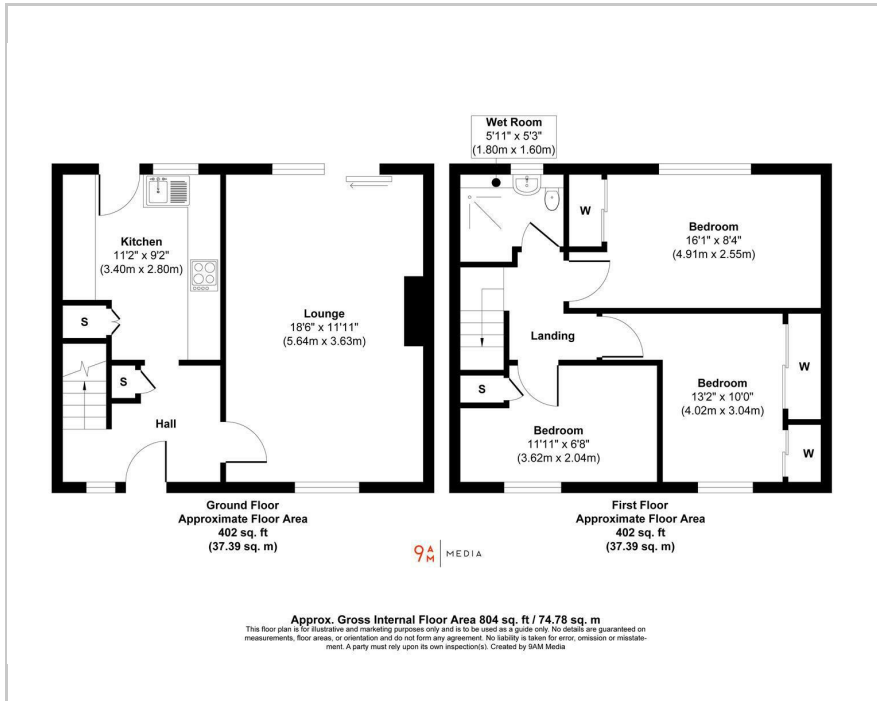 Wet Room
5'11" x 5'3"
(1.80m x 1.60m)
Kitchen
11'2" x 9'2"
(3.40m x 2.80m)
S
S
Hall
Lounge
18'6" x 11'11"
(5.64m x 3.63m)
W
Bedroom
16'1" x 8'4"
(4.91m x 2.55m)
Landing
S
Bedroom
11'11" x 6'8"
(3.62m x 2.04m)
Bedroom
13'2" x 10'0"
(4.02m x 3.04m)
W
W
Ground Floor
Approximate Floor Area
402 sq. ft
(37.39 sq. m)
First Floor
Approximate Floor Area
402 sq. ft
(37.39 sq. m)
9AM MEDIA
Approx. Gross Internal Floor Area 804 sq. ft / 74.78 sq. m
This floor plan is for illustrative and marketing purposes only and is to be used as a guide only. No details are guaranteed on
measurements, floor areas, or orientation and do not form any agreement. No liability is taken for error, omission or misstate-
ment. A party must rely upon its own inspection(s). Created by 9AM Media